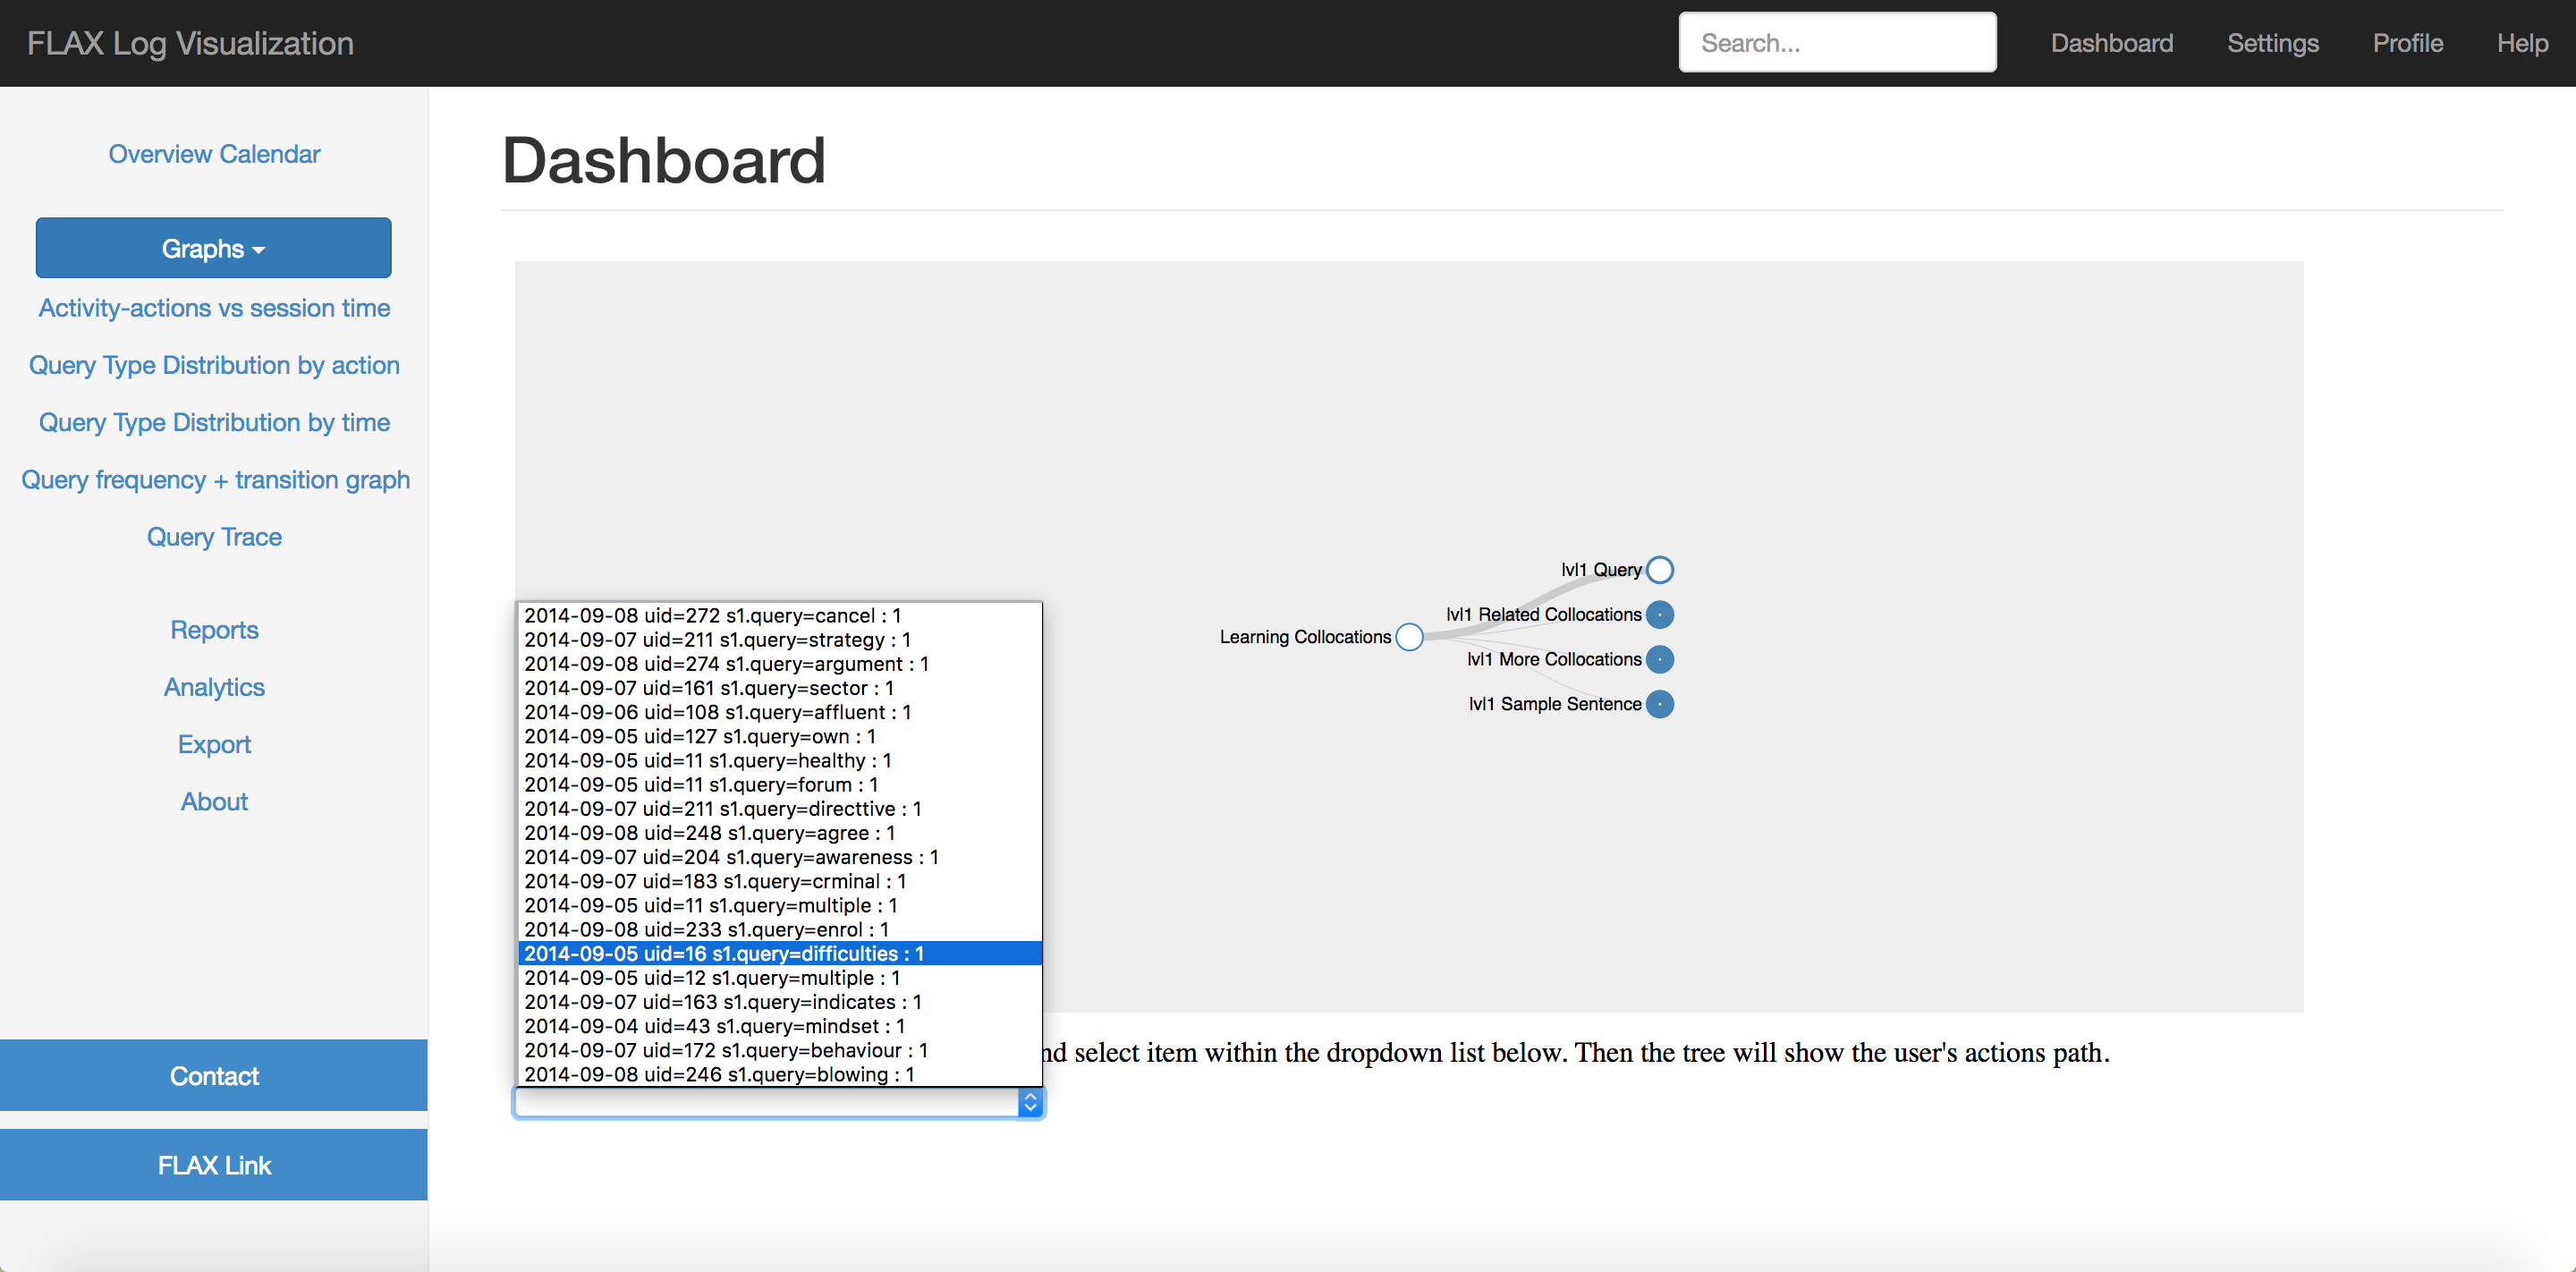 FLAX Log Visualization
Search...
Dashboard
Settings
Profile
Help
Overview Calendar
Graphs
Activity-actions vs session time
Query Type Distribution by action
Query Type Distribution by time
Query frequency + transition graph
Query Trace
Reports
Analytics
Export
About
Contact
FLAX Link
Dashboard
lvl1 Query
lvl1 Related Collocations
Learning Collocations
lvl1 More Collocations
lvl1 Sample Sentence
2014-09-08 uid=272 s1.query=cancel : 1
2014-09-07 uid=211 s1.query=strategy : 1
2014-09-08 uid=274 s1.query=argument : 1
2014-09-07 uid=161 s1.query=sector : 1
2014-09-06 uid=108 s1.query=affluent : 1
2014-09-05 uid=127 s1.query=own : 1
2014-09-05 uid=11 s1.query=healthy : 1
2014-09-05 uid=11 s1.query=forum : 1
2014-09-07 uid=211 s1.query=directtive : 1
2014-09-08 uid=248 s1.query=agree : 1
2014-09-07 uid=204 s1.query=awareness : 1
2014-09-07 uid=183 s1.query=crminal : 1
2014-09-05 uid=11 s1.query=multiple : 1
2014-09-08 uid=233 s1.query=enrol : 1
2014-09-05 uid=16 s1.query=difficulties : 1
2014-09-05 uid=12 s1.query=multiple : 1
2014-09-07 uid=163 s1.query=indicates : 1
2014-09-04 uid=43 s1.query=mindset : 1
2014-09-07 uid=172 s1.query=behaviour : 1
2014-09-08 uid=246 s1.query=blowing : 1
nd select item within the dropdown list below. Then the tree will show the user's actions path.